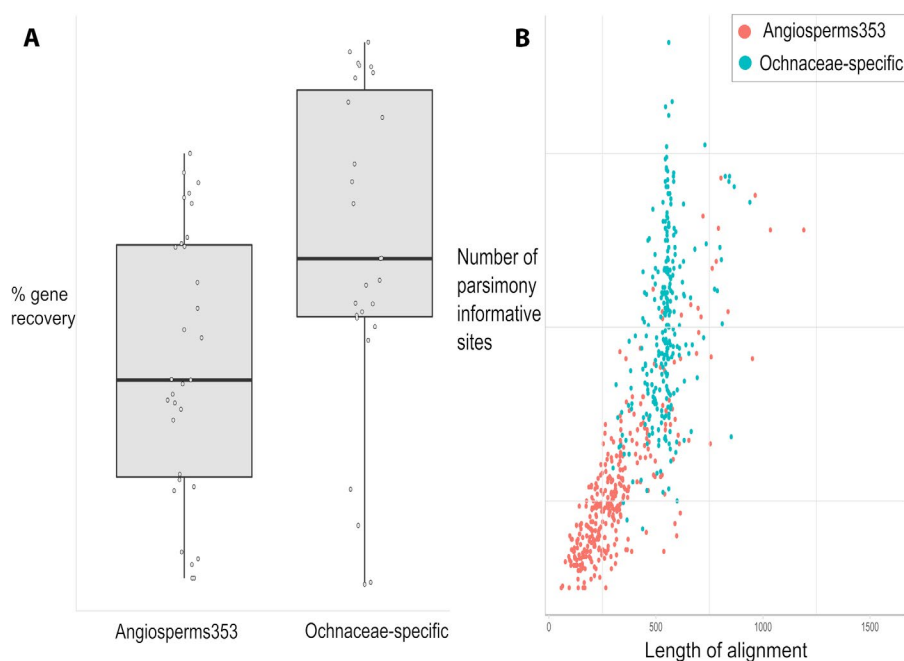 A
% gene
recovery
Angiosperms353
Ochnaceae-specific
B
Angiosperms353
Ochnaceae-specific
Number of
parsimony
informative
sites
0
500
1000
1500
Length of alignment